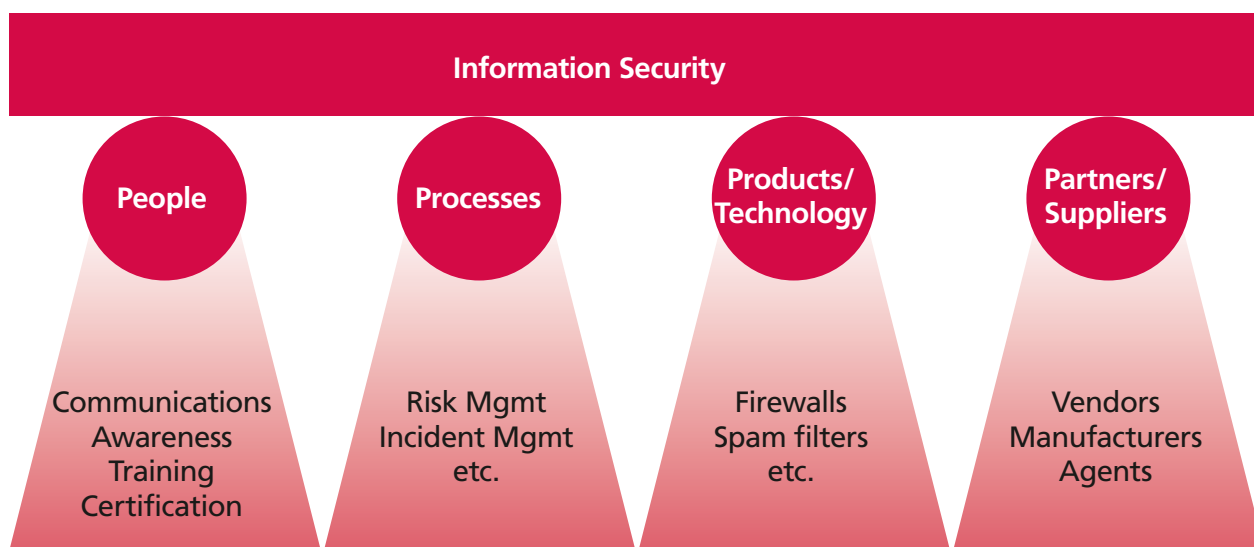 Information Security
People
Communications
Awareness
Training
Certification
Processes
Risk Mgmt
Incident Mgmt
etc.
Products/
Technology
Firewalls
Spam filters
etc.
Partners/
Suppliers
Vendors
Manufacturers
Agents